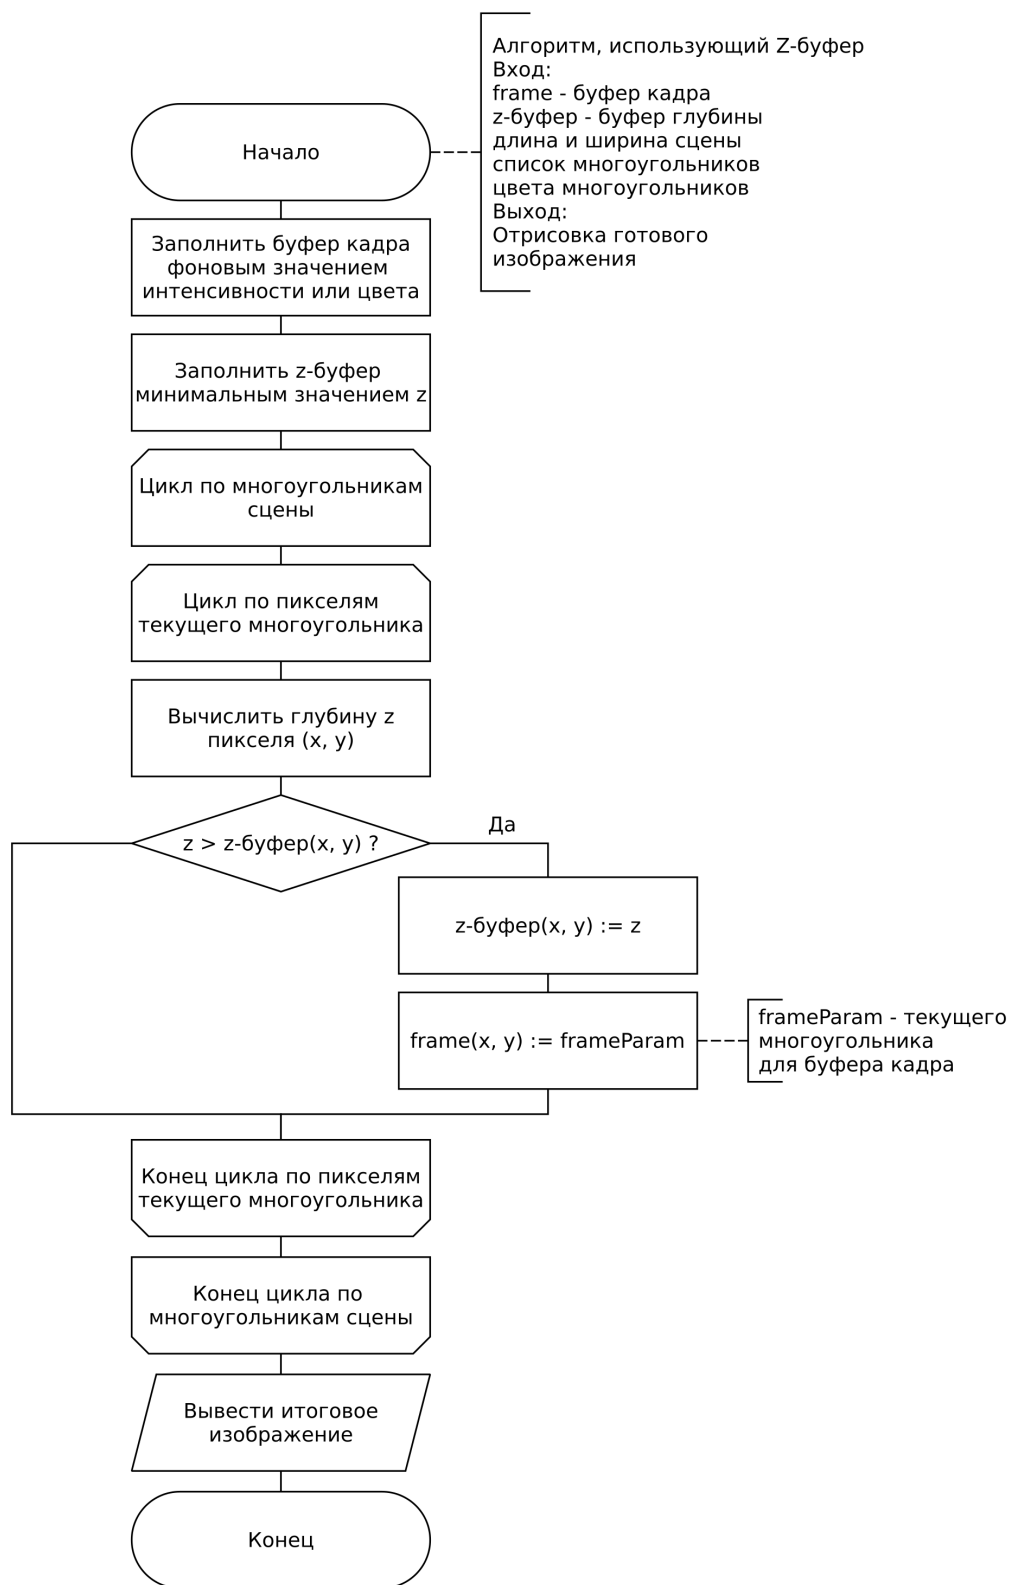 Алгоритм, использующий Z-буфер
Вход:
frame - буфер кадра
z-буфер - буфер глубины
длина и ширина сцены
список многоугольников
цвета многоугольников
Выход:
Отрисовка готового
изображения
Начало
Заполнить буфер кадра
фоновым значением
интенсивности или цвета
Заполнить z-буфер
минимальным значением z
Цикл по многоугольникам
сцены
Цикл по пикселям
текущего многоугольника
Вычислить глубину z
пикселя (x, y)
z > z-буфер(x, y) ?
Да
z-буфер(x, y) := z
frame(x, y) := frameParam
frameParam - текущего
многоугольника
для буфера кадра
Конец цикла по пикселям
текущего многоугольника
Конец цикла по
многоугольникам сцены
Вывести итоговое
изображение
Конец